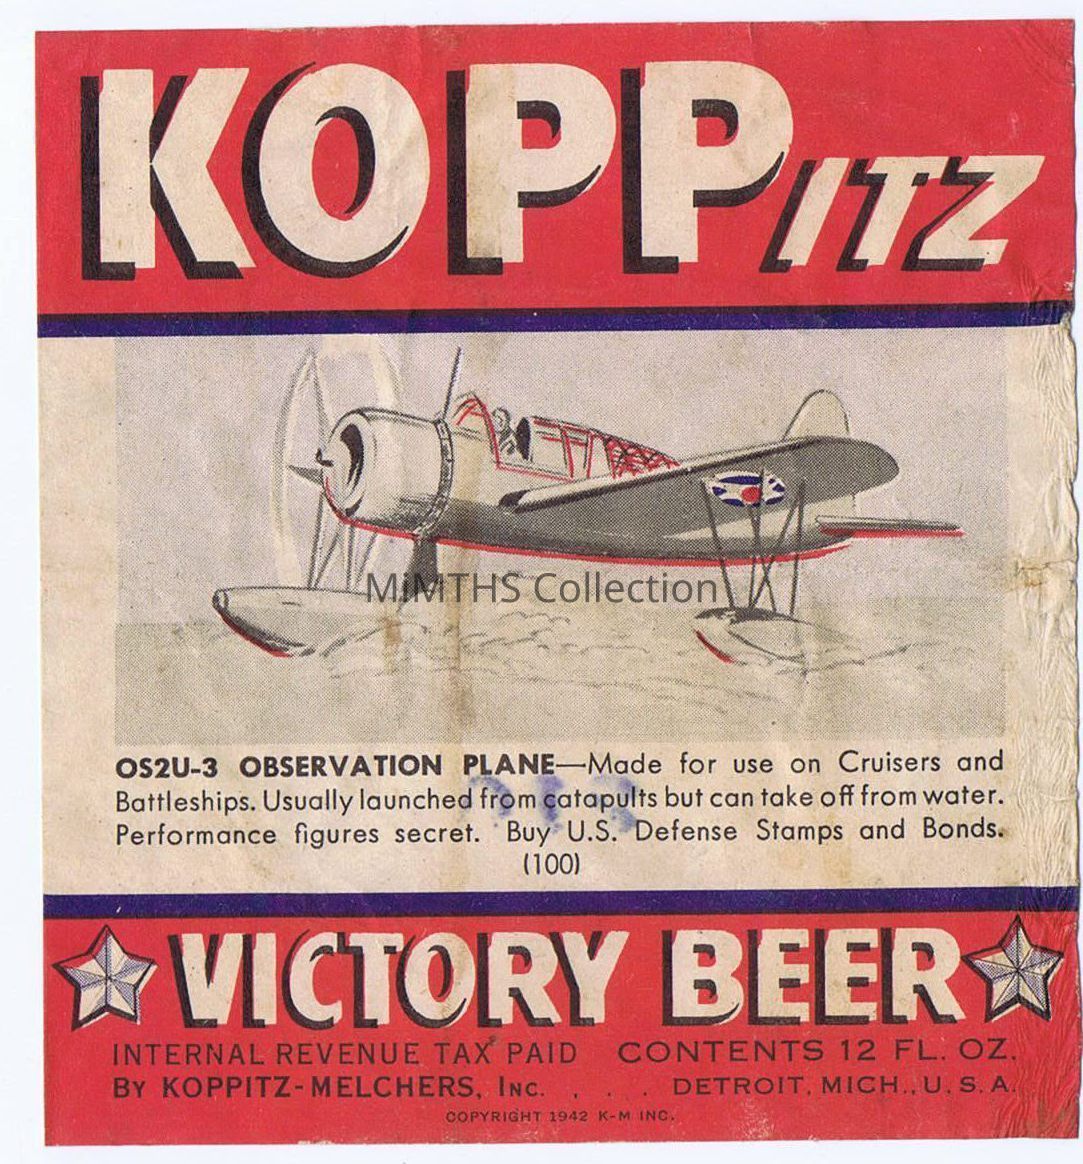 KOPPITZ
MiMTHS Collection
OS2U-3 OBSERVATION PLANE—Made for use on Cruisers and
Battleships. Usually launched from catapults but can take off from water.
Performance figures secret. Buy U.S. Defense Stamps and Bonds.
(100)
VICTORY BEER
INTERNAL REVENUE TAX PAID CONTENTS 12 FL. OZ.
BY KOPPITZ-MELCHERS, INC. , . . DETROIT, MICH., U.S.A.
COPYRIGHT 1942 K-M INC.